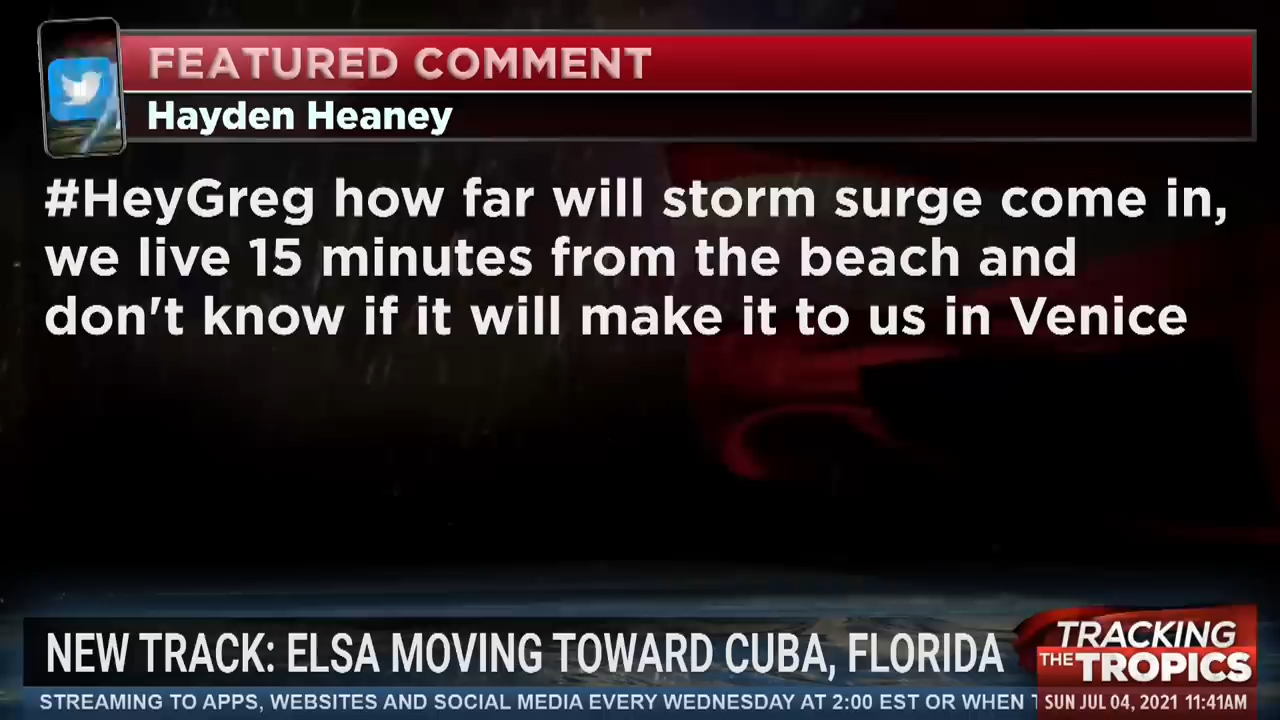 FEATURED COMMENT
Hayden Heaney
#HeyGreg how far will storm surge come in,
we live 15 minutes from the beach and
don't know if it will make it to us in Venice
NEW TRACK: ELSA MOVING TOWARD CUBA, FLORIDA
TRACKING
THE TROPICS
STREAMING TO APPS, WEBSITES AND SOCIAL MEDIA EVERY WEDNESDAY AT 2:00 EST OR WHEN
SUN JUL 04, 2021 11:41AM